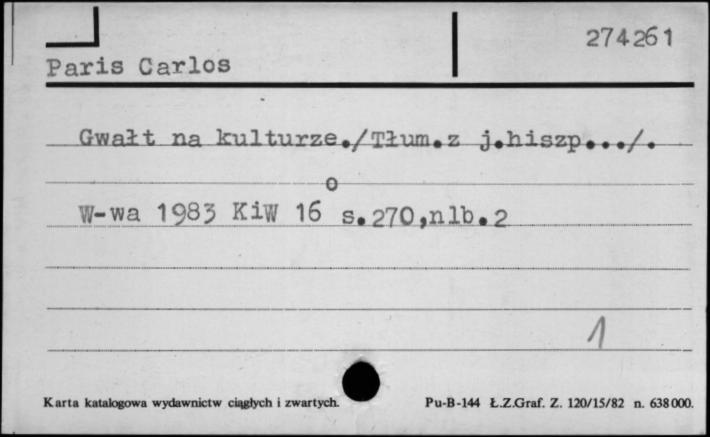 274261
Paris Carlos
Gwałt na kulturze./Tłum.z j.hiszp.../.
W-wa 1983 KiW 16o s.270,nlb.2
1
Karta katalogowa wydawnictw ciągłych i zwartych. Pu-B-144 Ł.Z.Graf. Z. 120/15/82 n. 638000.